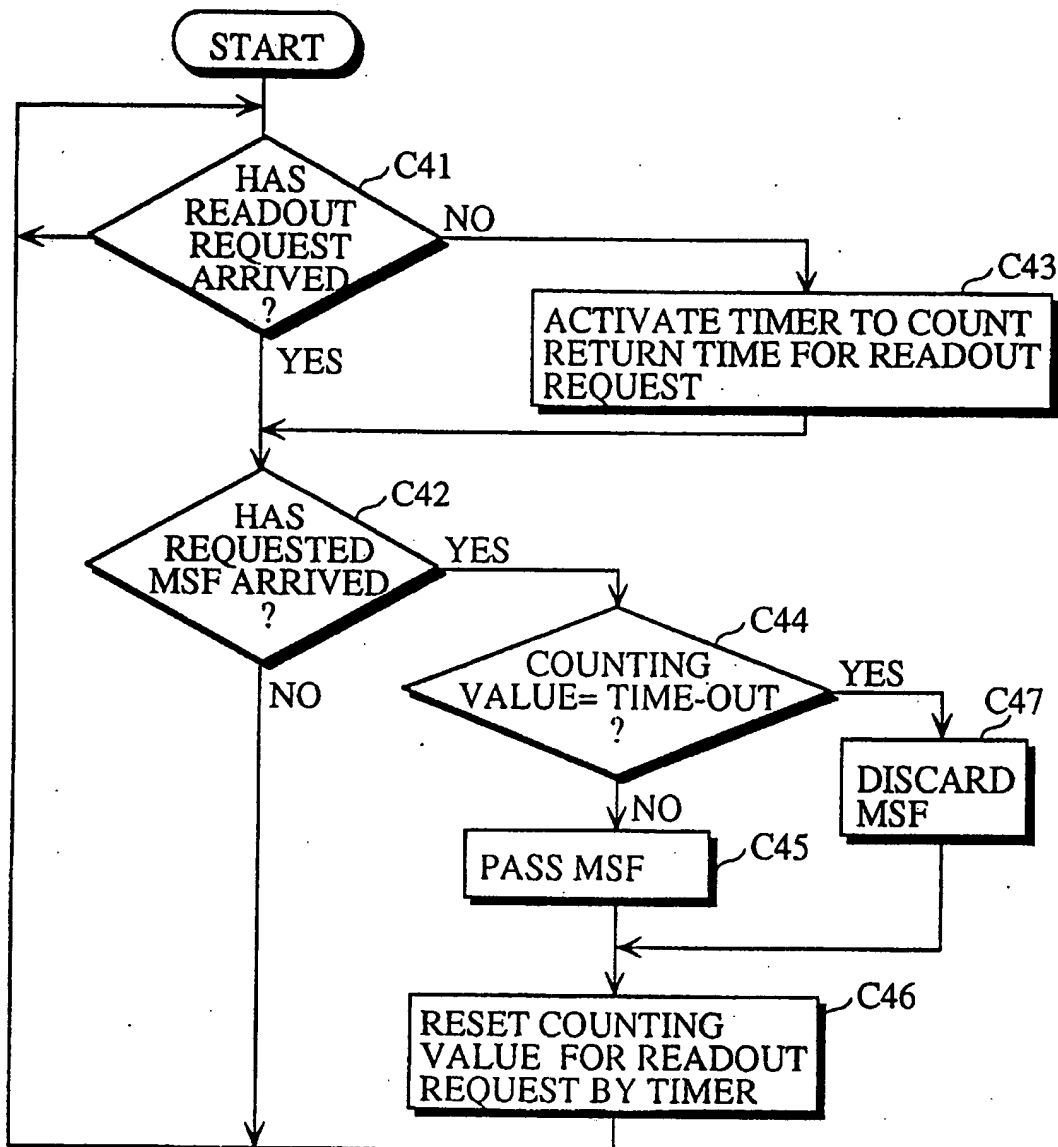 START
C41
HAS
READOUT
REQUEST
ARRIVED
?
NO
YES
C43
ACTIVATE TIMER TO COUNT
RETURN TIME FOR READOUT
REQUEST
C42
HAS
REQUESTED
MSF ARRIVED
?
YES
NO
C44
COUNTING
VALUE= TIME-OUT
?
YES
NO
C47
DISCARD
MSF
PASS MSF
C45
C46
RESET COUNTING
VALUE FOR READOUT
REQUEST BY TIMER